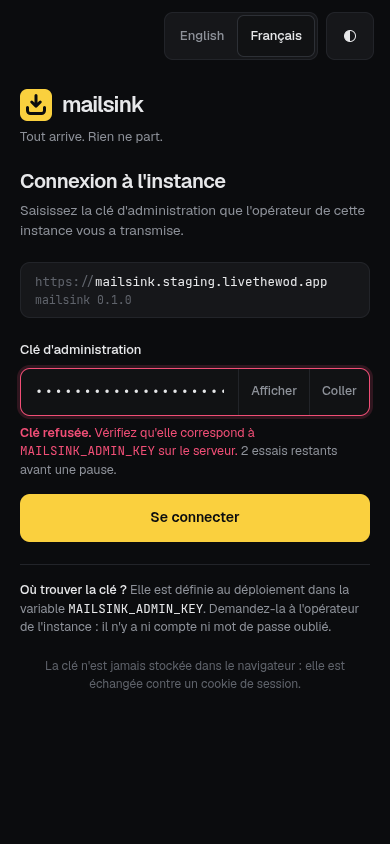 English
Français
mailsink
Tout arrive. Rien ne part.
Connexion à l'instance
Saisissez la clé d'administration que l'opérateur de cette
instance vous a transmise.
https://mailsink.staging.livethewod.app
mailsink 0.1.0
Clé d'administration
••••••••••••••••••••
Afficher
Coller
Clé refusée. Vérifiez qu'elle correspond à
MAILSINK_ADMIN_KEY sur le serveur. 2 essais restants
avant une pause.
Se connecter
Où trouver la clé ? Elle est définie au déploiement dans la
variable MAILSINK_ADMIN_KEY. Demandez-la à l'opérateur
de l'instance : il n'y a ni compte ni mot de passe oublié.
La clé n'est jamais stockée dans le navigateur : elle est
échangée contre un cookie de session.